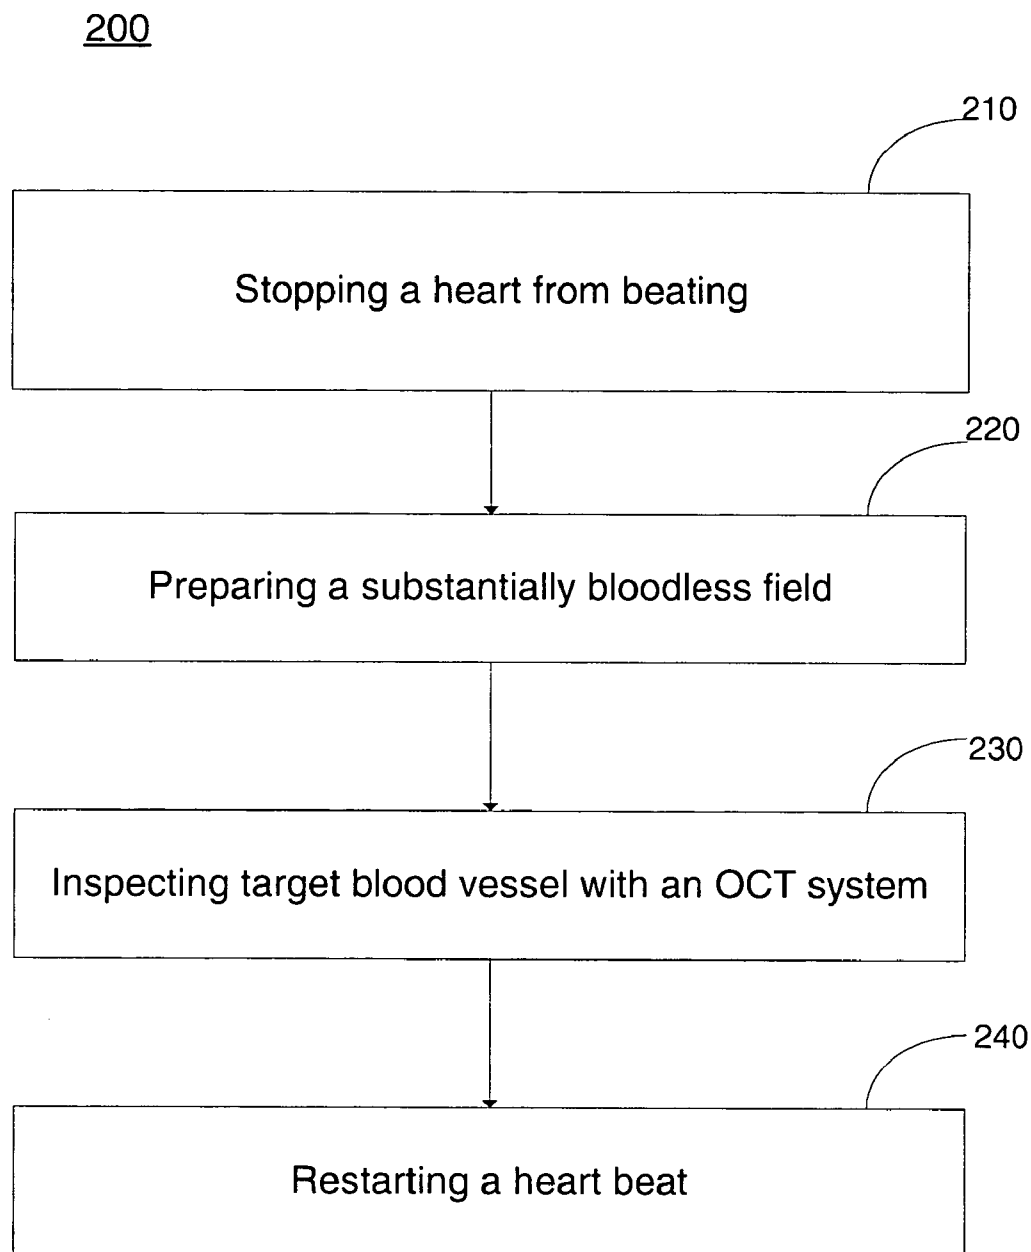 200
210
Stopping a heart from beating
220
Preparing a substantially bloodless field
230
Inspecting target blood vessel with an OCT system
240
Restarting a heart beat